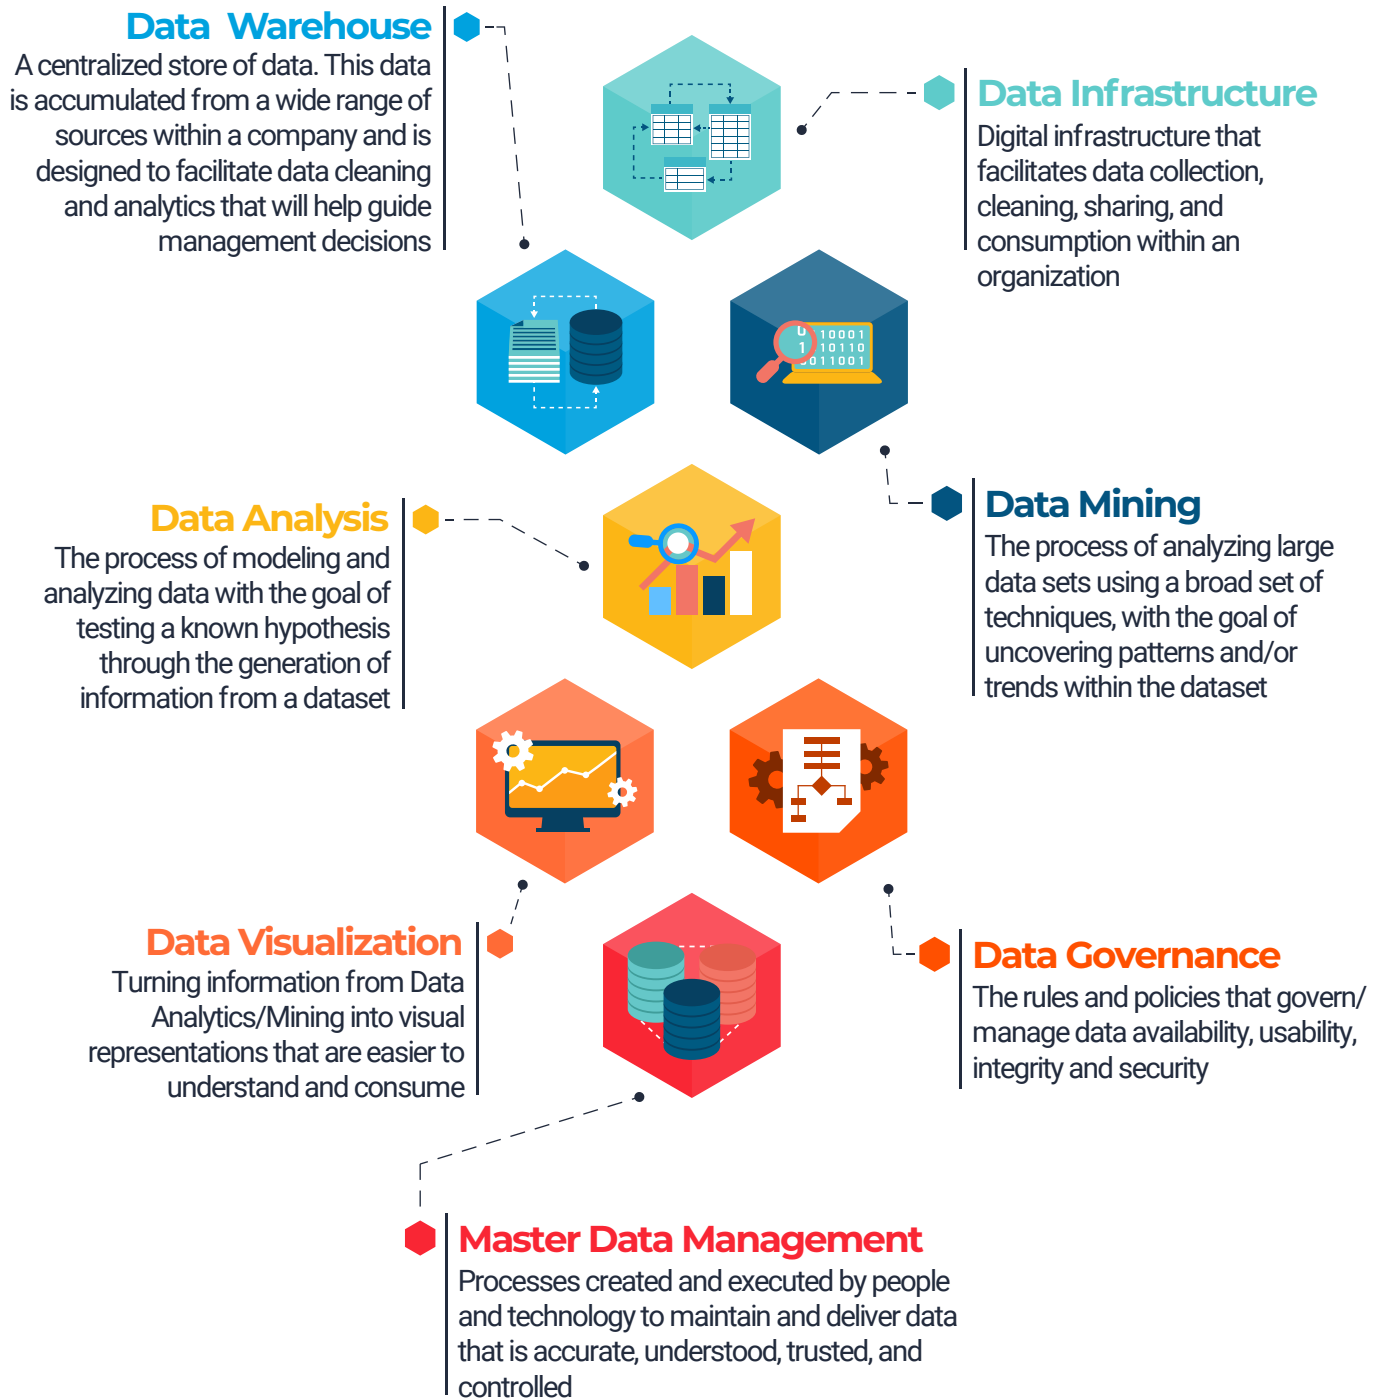 Data Warehouse
A centralized store of data. This data
is accumulated from a wide range of
sources within a company and is
designed to facilitate data cleaning
and analytics that will help guide
management decisions
Data Infrastructure
Digital infrastructure that
facilitates data collection,
cleaning, sharing, and
consumption within an
organization
0 10001
1 10110
0011001
Data Analysis
The process of modeling and
analyzing data with the goal of
testing a known hypothesis
through the generation of
information from a dataset
Data Mining
The process of analyzing large
data sets using a broad set of
techniques, with the goal of
uncovering patterns and/or
trends within the dataset
Data Visualization
Turning information from Data
Analytics/Mining into visual
representations that are easier to
understand and consume
Data Governance
The rules and policies that govern/
manage data availability, usability,
integrity and security
Master Data Management
Processes created and executed by people
and technology to maintain and deliver data
that is accurate, understood, trusted, and
controlled